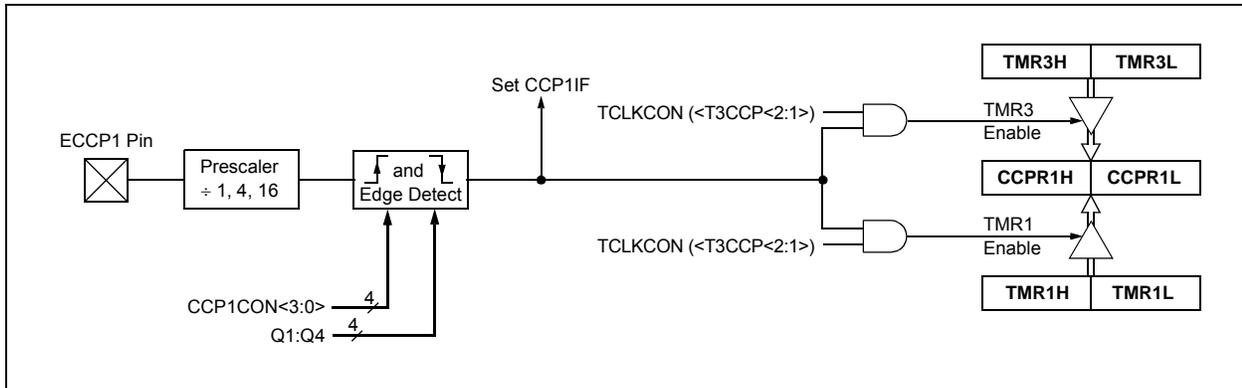 TMR3H TMR3L
Set CCP1IF
TCLKCON (<T3CCP<2:1>)
TMR3
Enable
ECCP1 Pin
Prescaler
÷ 1, 4, 16
and
Edge Detect
CCPR1H CCPR1L
TCLKCON (<T3CCP<2:1>)
TMR1
Enable
TMR1H TMR1L
CCP1CON<3:0> 4
Q1:Q4 4